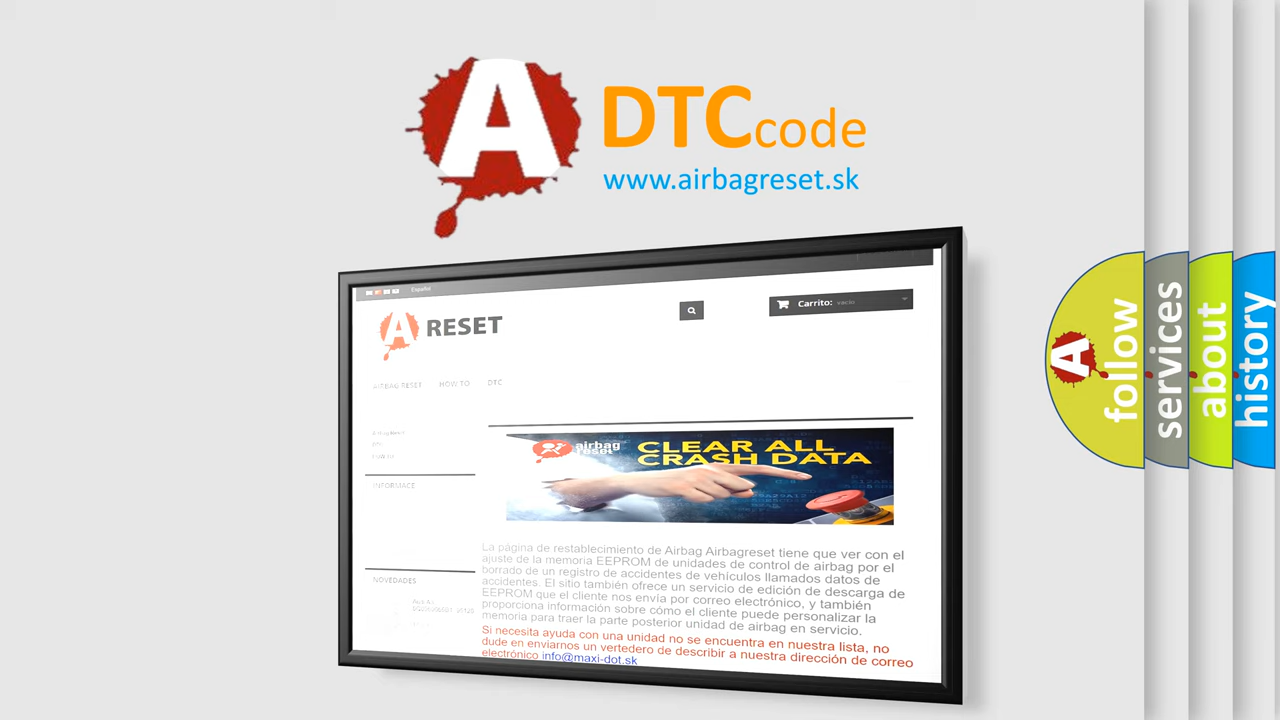 A DTCcode
www.airbagreset.sk
Español
Carrito: vacío
A RESET
AIRBAG RESET HOW TO DTC
INFORMACE
airbag
reset
CLEAR ALL
CRASH DATA
La página de restablecimiento de Airbag Airbagreset tiene que ver con el
ajuste de la memoria EEPROM de unidades de control de airbag por el
borrado de un registro de accidentes de vehículos llamados datos de
accidentes. El sitio también ofrece un servicio de edición de descarga de
EEPROM que el cliente nos envía por correo electrónico, y también
proporciona información sobre cómo el cliente puede personalizar la
memoria para traer la parte posterior unidad de airbag en servicio.
Si necesita ayuda con una unidad no se encuentra en nuestra lista, no
dude en enviarnos un vertedero de describir a nuestra dirección de correo
electrónico info@maxi-dot.sk
NOVEDADES
A follow
services
about
history